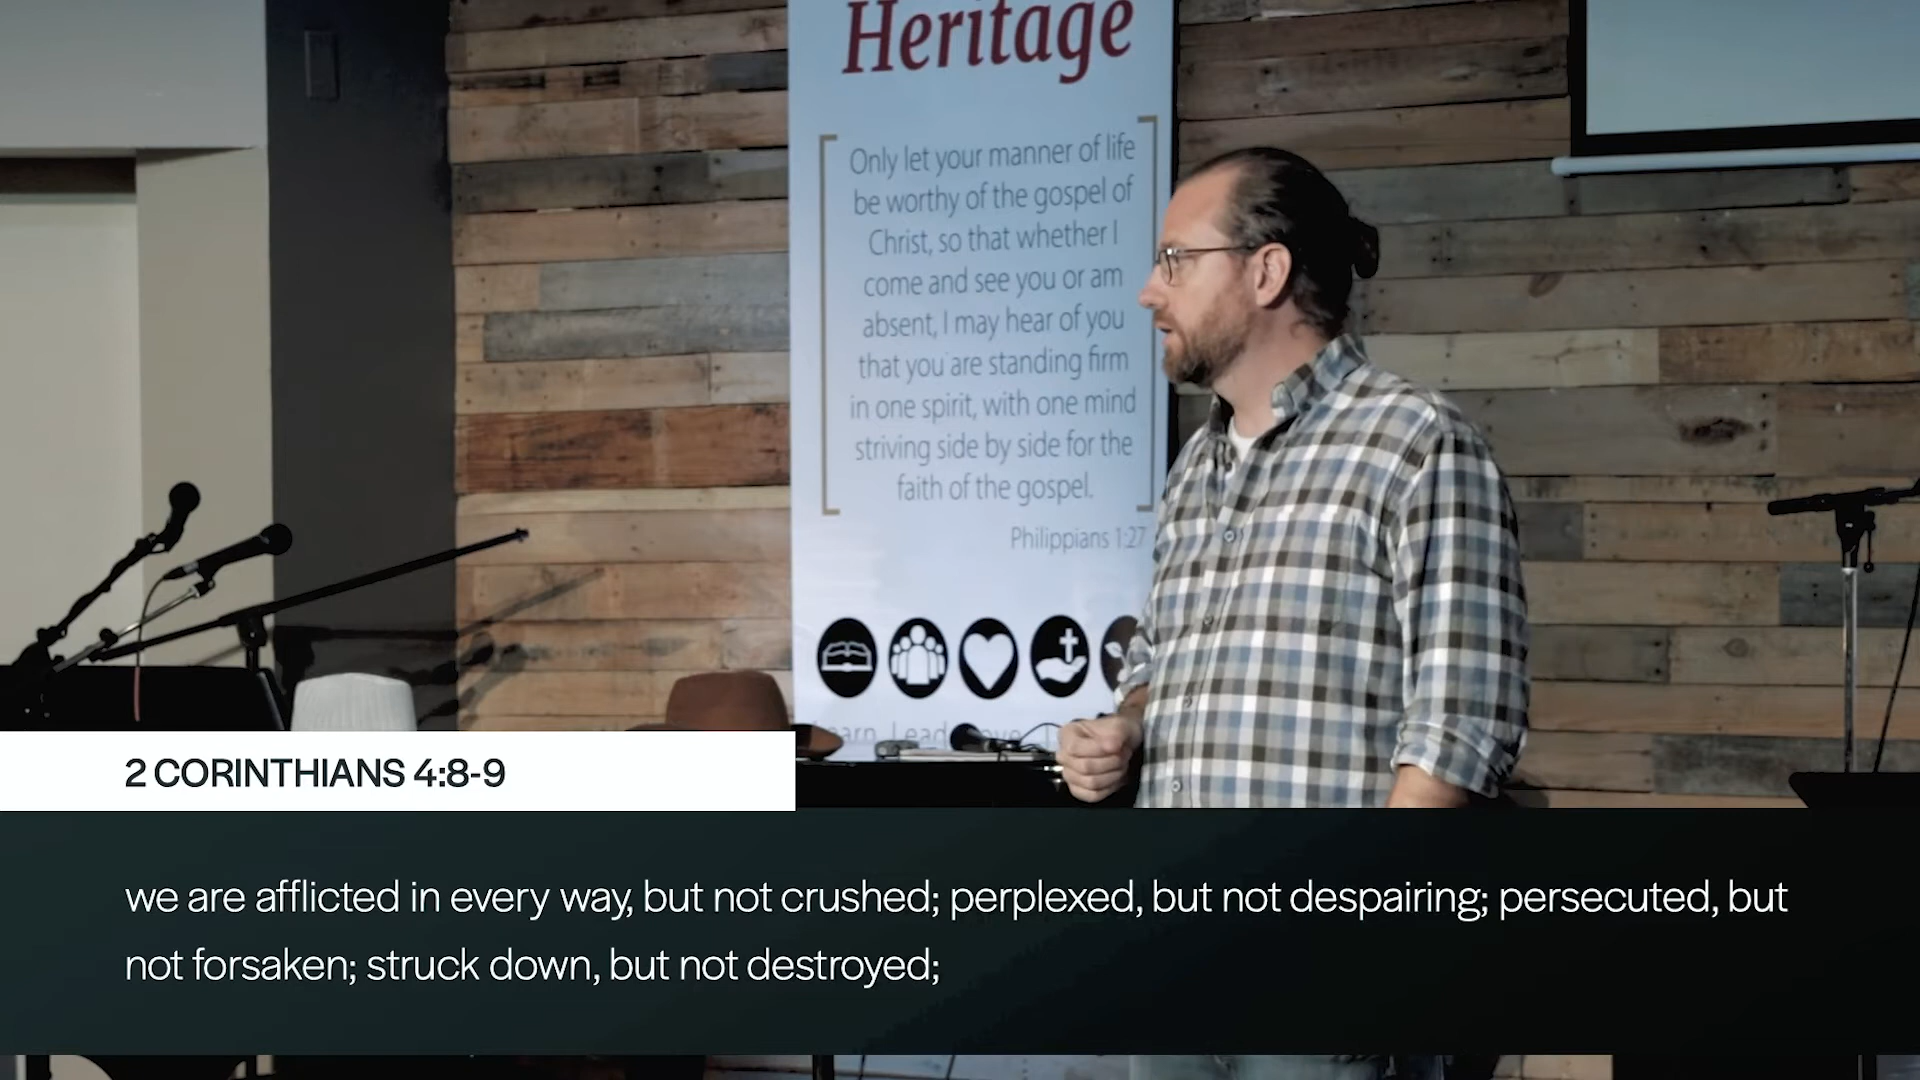 Heritage
Only let your manner of life
be worthy of the gospel of
Christ, so that whether I
come and see you or am
absent, I may hear of you
that you are standing firm
in one spirit, with one mind
striving side by side for the
faith of the gospel.
Philippians 1:27
Lead
2 CORINTHIANS 4:8-9
we are afflicted in every way, but not crushed; perplexed, but not despairing; persecuted, but
not forsaken; struck down, but not destroyed;